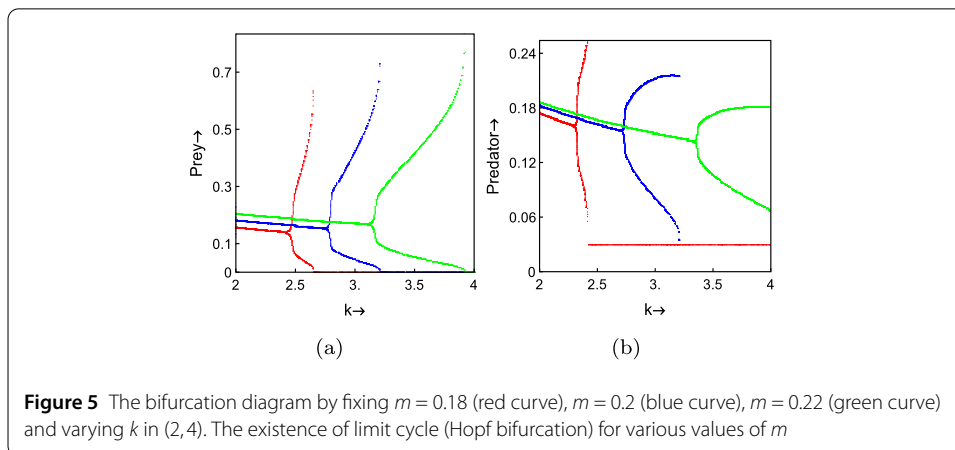 0.7
0.5
0.3
0.1
0
2
2.5
3
3.5
4
Prey→
k→
(a)
0.24
0.18
0.12
0.06
0
2
2.5
3.
3.5
4.
Predator→
k→
(b)
Figure 5 The bifurcation diagram by fixing m = 0.18 (red curve), m = 0.2 (blue curve), m = 0.22 (green curve)
and varying k in (2, 4). The existence of limit cycle (Hopf bifurcation) for various values of m